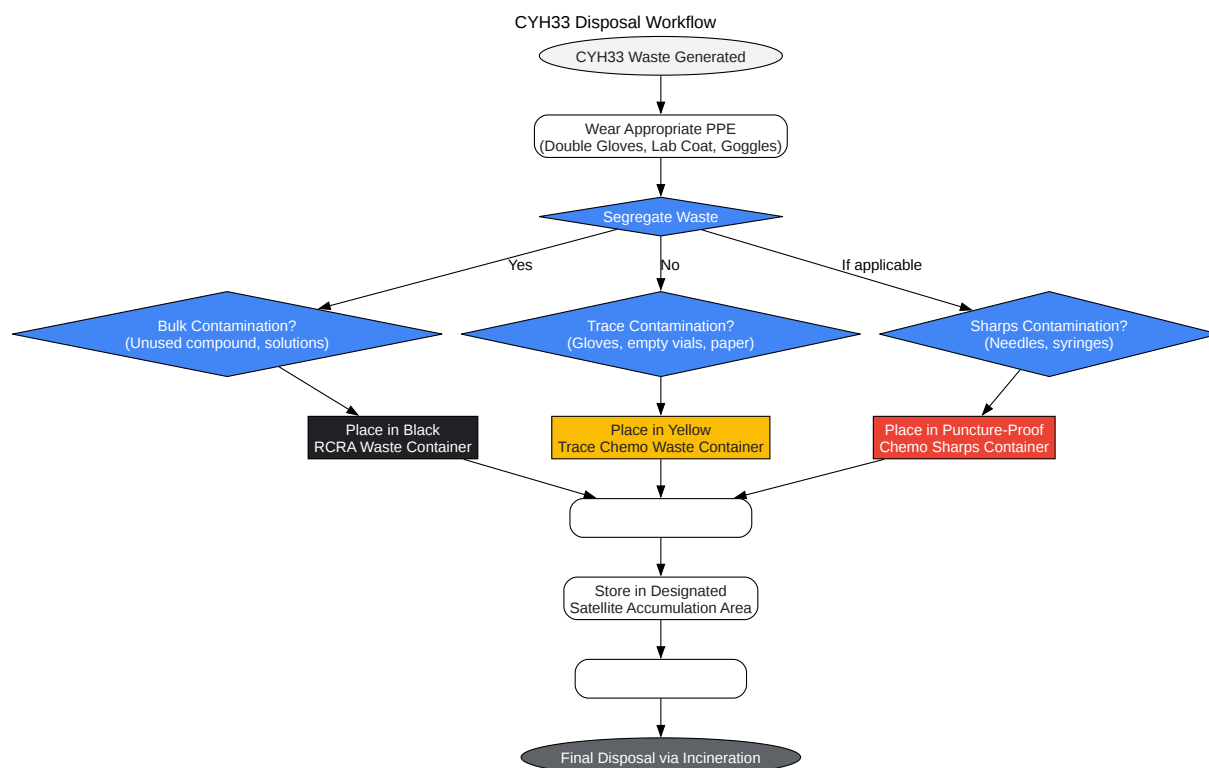 CYH33 Disposal Workflow
CYH33 Waste Generated
Wear Appropriate PPE
(Double Gloves, Lab Coat, Goggles)
Segregate Waste
Yes
No
If applicable
Bulk Contamination?
(Unused compound, solutions)
Trace Contamination?
(Gloves, empty vials, paper)
Sharps Contamination?
(Needles, syringes)
Place in Black
RCRA Waste Container
Place in Yellow
Trace Chemo Waste Container
Place in Puncture-Proof
Chemo Sharps Container
Store in Designated
Satellite Accumulation Area
Final Disposal via Incineration